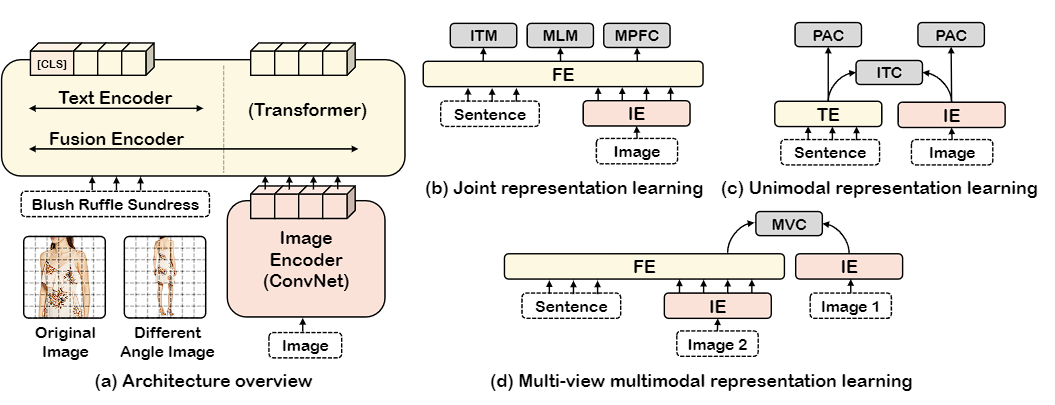 [CLS]
Text Encoder
(Transformer)
Fusion Encoder
Blush Ruffle Sundress
Image
Encoder
(ConvNet)
Original
Image
Different
Angle Image
Image
(a) Architecture overview
ITM
MLM
MPFC
FE
Sentence
IE
Image
(b) Joint representation learning
PAC
PAC
ITC
TE
IE
Sentence
Image
(c) Unimodal representation learning
MVC
FE
IE
Sentence
IE
Image 1
Image 2
(d) Multi-view multimodal representation learning